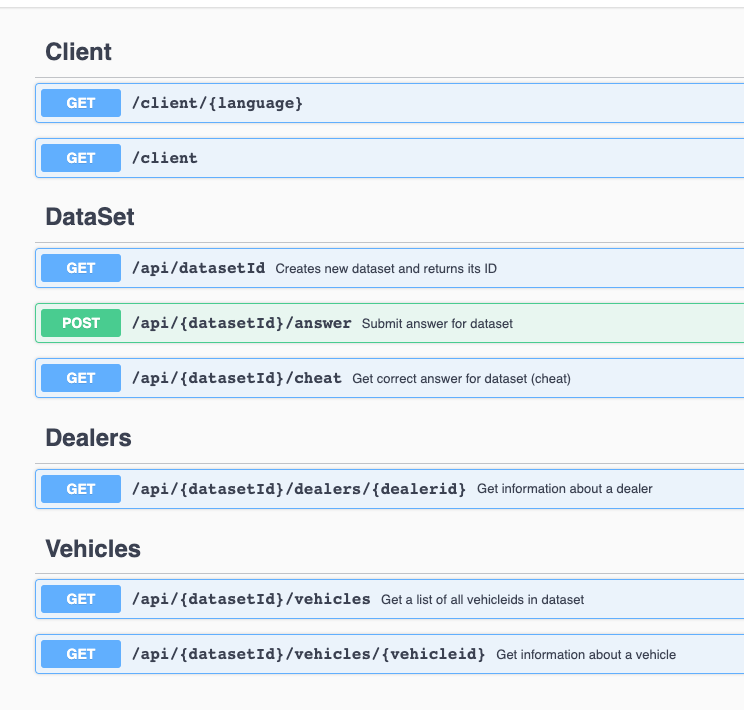 Client
GET /client/{language}
GET /client
DataSet
GET /api/datasetId Creates new dataset and returns its ID
POST /api/{datasetId}/answer Submit answer for dataset
GET /api/{datasetId}/cheat Get correct answer for dataset (cheat)
Dealers
GET /api/{datasetId}/dealers/{dealerid} Get information about a dealer
Vehicles
GET /api/{datasetId}/vehicles Get a list of all vehicleids in dataset
GET /api/{datasetId}/vehicles/{vehicleid} Get information about a vehicle